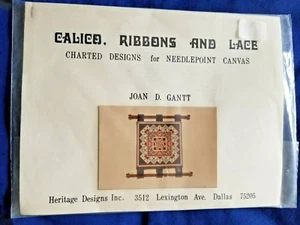 CALICO, RIBBONS AND LACE
CHARTED DESIGNS for NEEDLEPOINT CANVAS
JOAN D. GANTT
Heritage Designs Inc. 3512 Lexington Ave. Dallas 75205